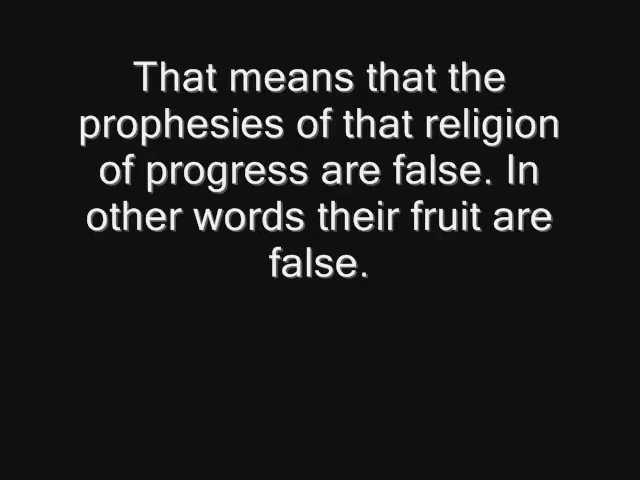 That means that the
prophesies of that religion
of progress are false. In
other words their fruit are
false.